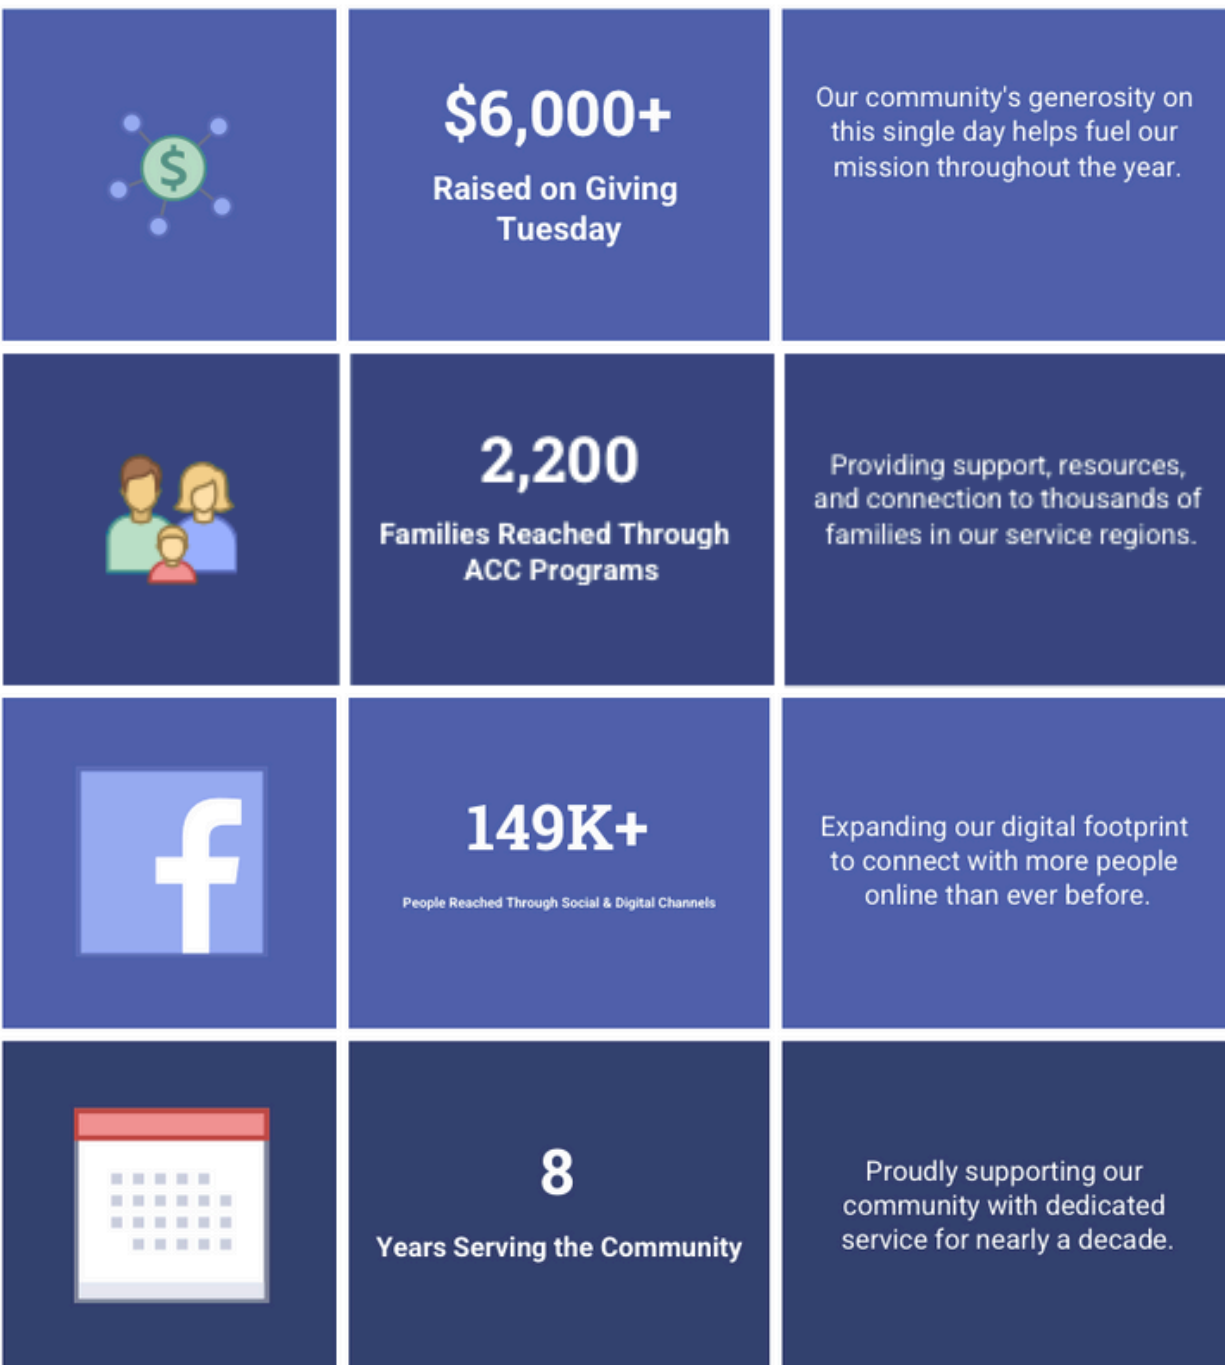 $6,000+
Raised on Giving
Tuesday
Our community's generosity on
this single day helps fuel our
mission throughout the year.
2,200
Families Reached Through
ACC Programs
Providing support, resources,
and connection to thousands of
families in our service regions.
149K+
People Reached Through Social & Digital Channels
Expanding our digital footprint
to connect with more people
online than ever before.
8
Years Serving the Community
Proudly supporting our
community with dedicated
service for nearly a decade.